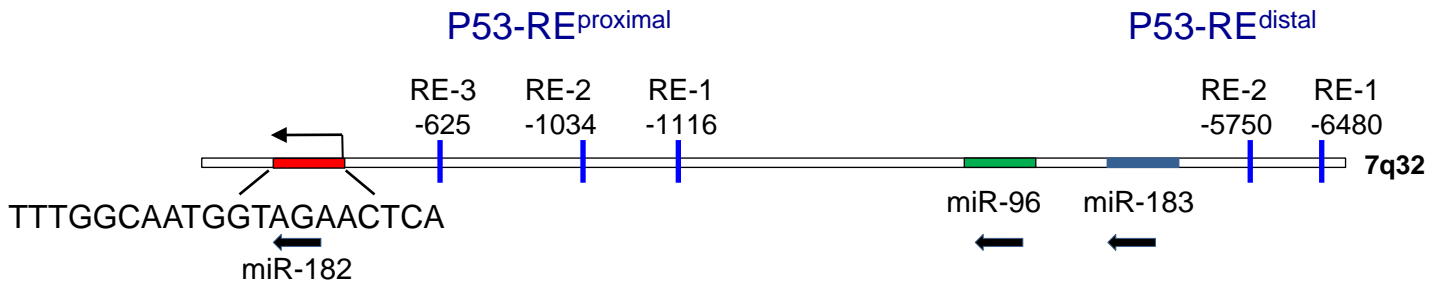 P53-REproximal P53-REdistal
RE-3 RE-2 RE-1 RE-2 RE-1
-625 -1034 -1116 -5750 -6480
7q32
TTTGGCAATGGTAGAACTCA
miR-96 miR-183
miR-182